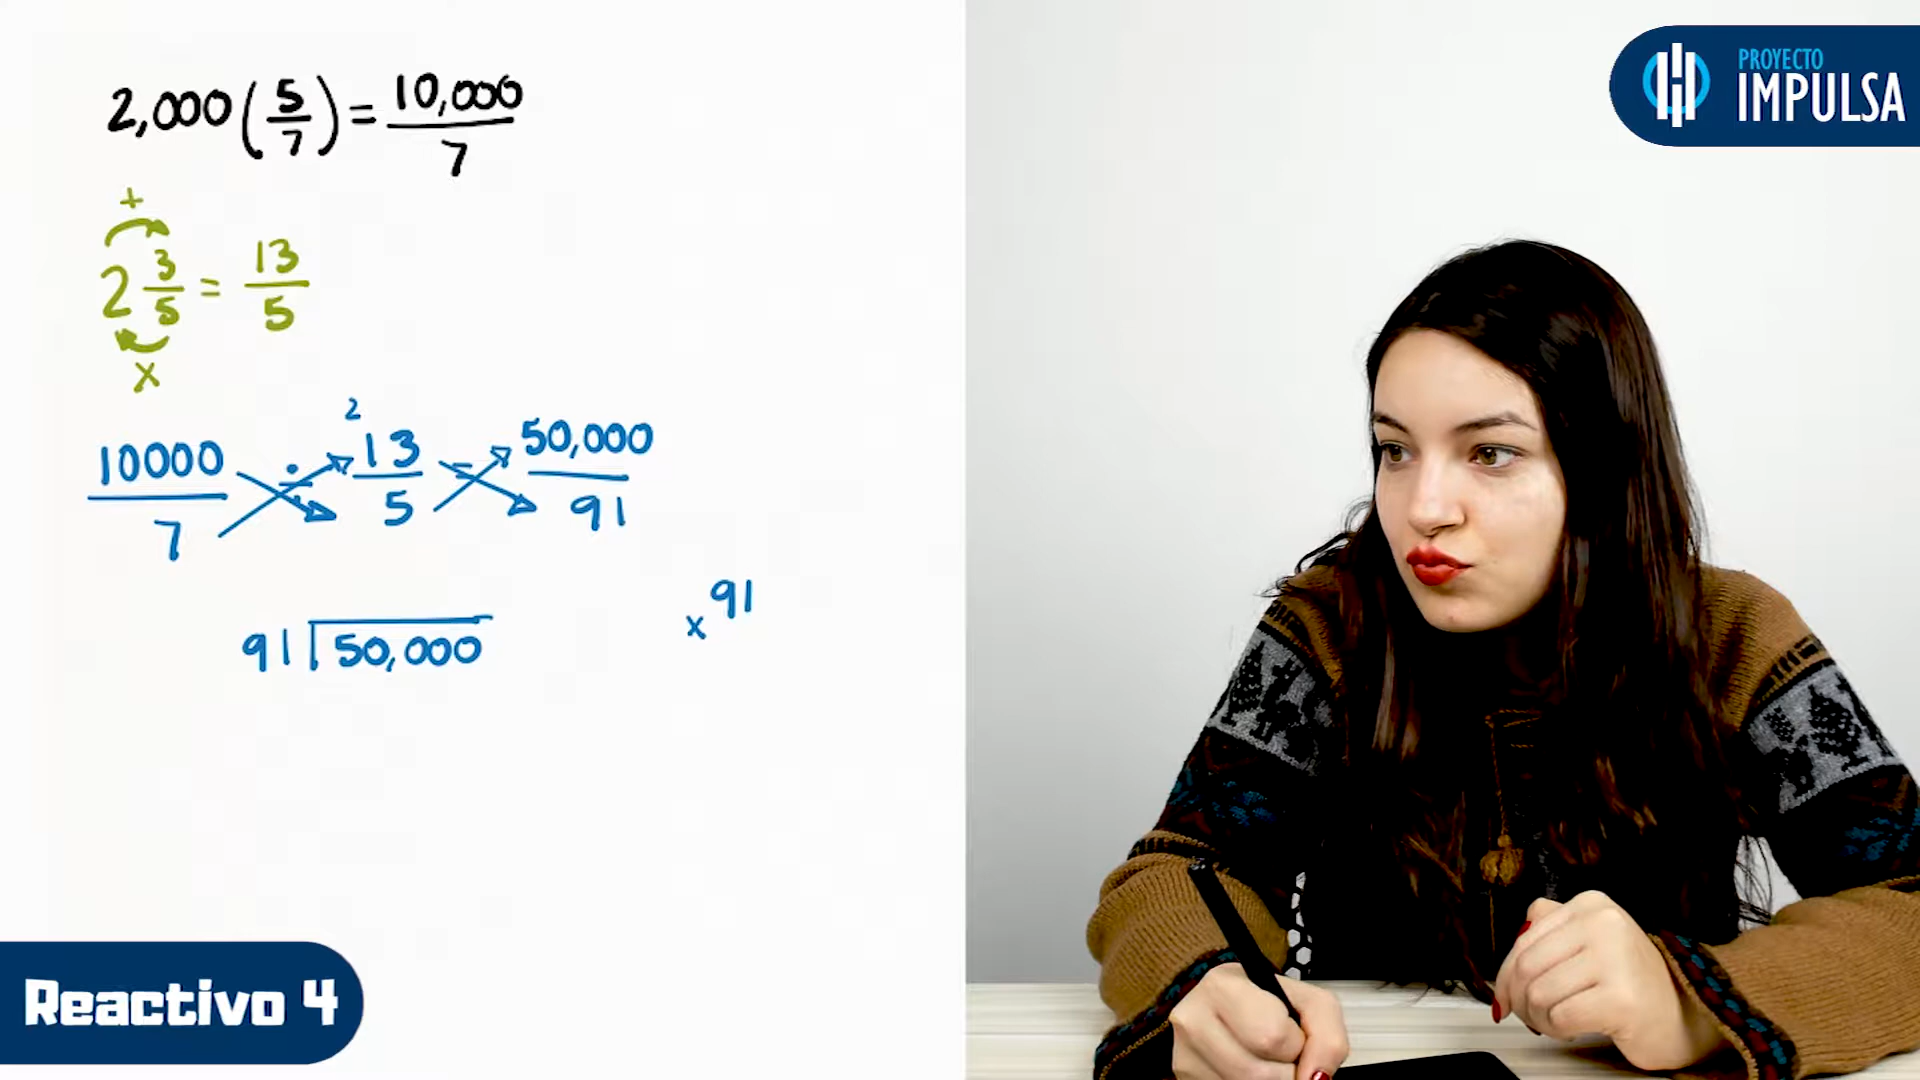 2,000(5/7) = 10,000/7
+
2 3/5 = 13/5
x
2
10000/7 ÷ 13/5 = 50,000/91
x 91
91 50,000
PROYECTO
IMPULSA
Reactivo 4